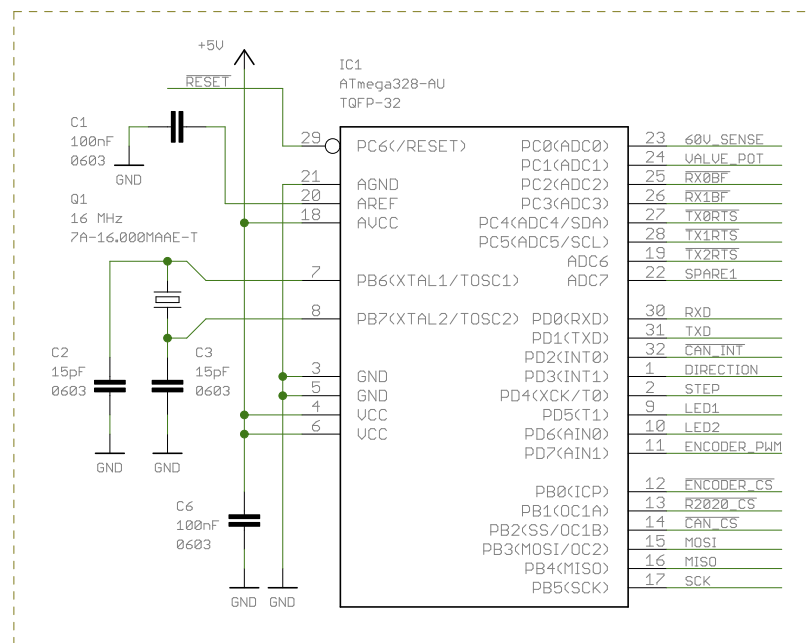 +5V
RESET
IC1
ATmega328-AU
TQFP-32
C1
100nF
0603
GND
Q1
16 MHz
7A-16.000MAAE-T
C2
15pF
0603
GND
C3
15pF
0603
GND
C6
100nF
0603
GND
GND
29 PC6(/RESET)
21 AGND
20 AREF
18 AVCC
7 PB6(XTAL1/TOSC1)
8 PB7(XTAL2/TOSC2)
3 GND
5 GND
4 VCC
6 VCC
PC0(ADC0) 23 60V_SENSE
PC1(ADC1) 24 VALVE_POT
PC2(ADC2) 25 RX0BF
PC3(ADC3) 26 RX1BF
PC4(ADC4/SDA) 27 TX0RTS
PC5(ADC5/SCL) 28 TX1RTS
ADC6 19 TX2RTS
ADC7 22 SPARE1
PD0(RXD) 30 RXD
PD1(TXD) 31 TXD
PD2(INT0) 32 CAN_INT
PD3(INT1) 1 DIRECTION
PD4(XCK/T0) 2 STEP
PD5(T1) 9 LED1
PD6(AIN0) 10 LED2
PD7(AIN1) 11 ENCODER_PWM
PB0(ICP) 12 ENCODER_CS
PB1(OC1A) 13 R2020_CS
PB2(SS/OC1B) 14 CAN_CS
PB3(MOSI/OC2) 15 MOSI
PB4(MISO) 16 MISO
PB5(SCK) 17 SCK